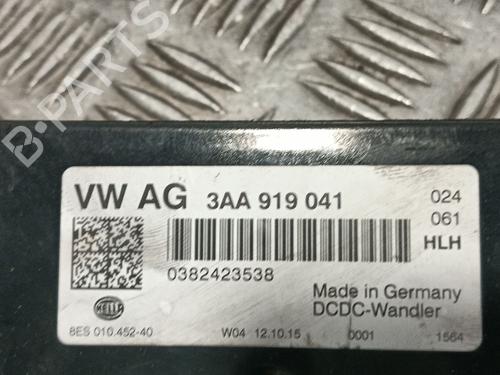 B-PARTS
VW AG 3AA 919 041 024
061
HLH
0382423538
Made in Germany
HELLA DCDC-Wandler
8ES 010.452-40 W04 12.10.15 0001 1564